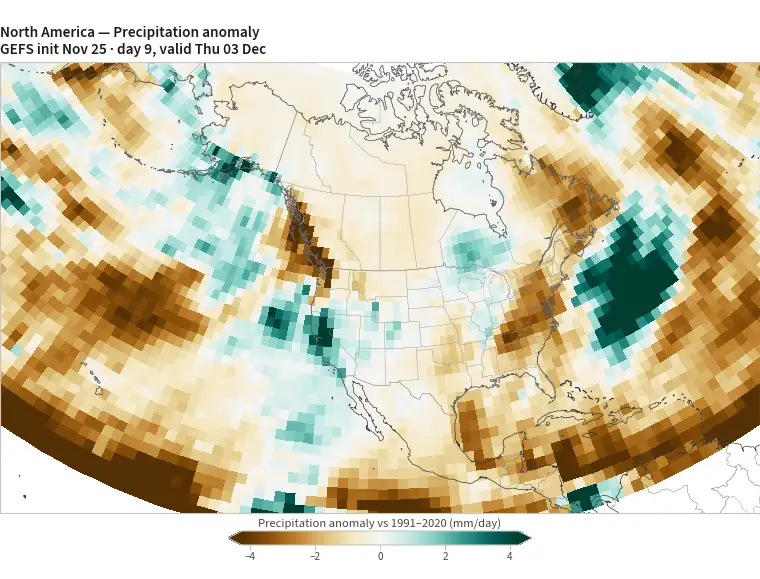 North America — Precipitation anomaly
GEFS init Nov 25 · day 9, valid Thu 03 Dec
Precipitation anomaly vs 1991–2020 (mm/day)
−4 −2 0 2 4